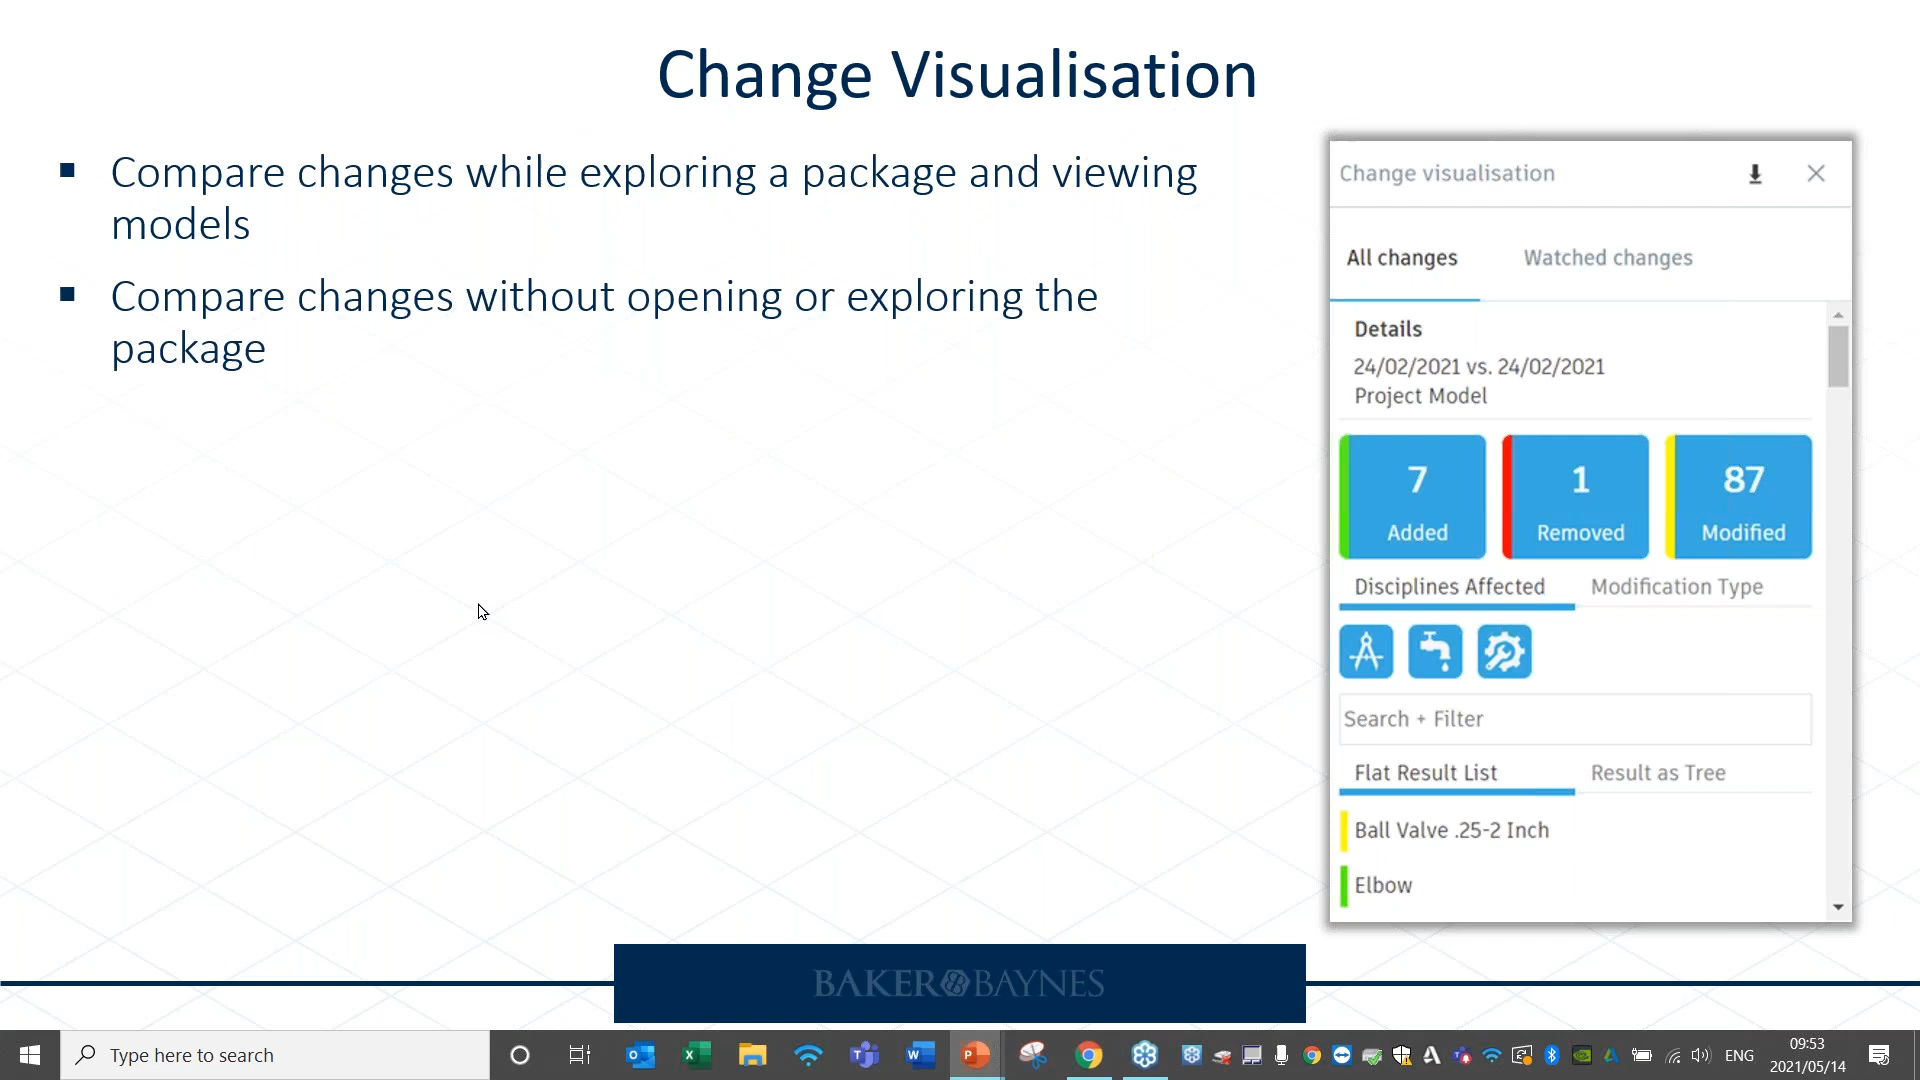 Change Visualisation
▪ Compare changes while exploring a package and viewing
models
▪ Compare changes without opening or exploring the
package
Change visualisation
All changes
Watched changes
Details
24/02/2021 vs. 24/02/2021
Project Model
7
Added
1
Removed
87
Modified
Disciplines Affected
Modification Type
Search + Filter
Flat Result List
Result as Tree
Ball Valve .25-2 Inch
Elbow
BAKER BAYNES
Type here to search
ENG
09:53
2021/05/14